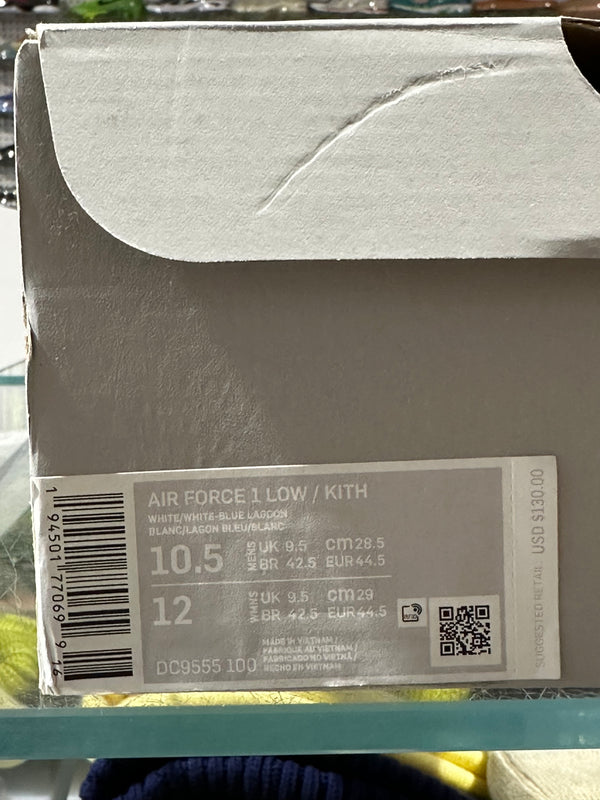 AIR FORCE 1 LOW / KITH
WHITE/WHITE-BLUE LAGOON
BLANC/LAGON BLEU/BLANC
10.5 MENS UK 9.5 cm 28.5
BR 42.5 EUR 44.5
12 WMNS UK 9.5 cm 29
BR 42.5 EUR 44.5
MADE IN VIETNAM /
FABRIQUE AU VIETNAM /
FABRICADO NO VIETNÃ /
HECHO EN VIETNAM
DC9555 100
1 94501 77069 9 16
SUGGESTED RETAIL USD $130.00